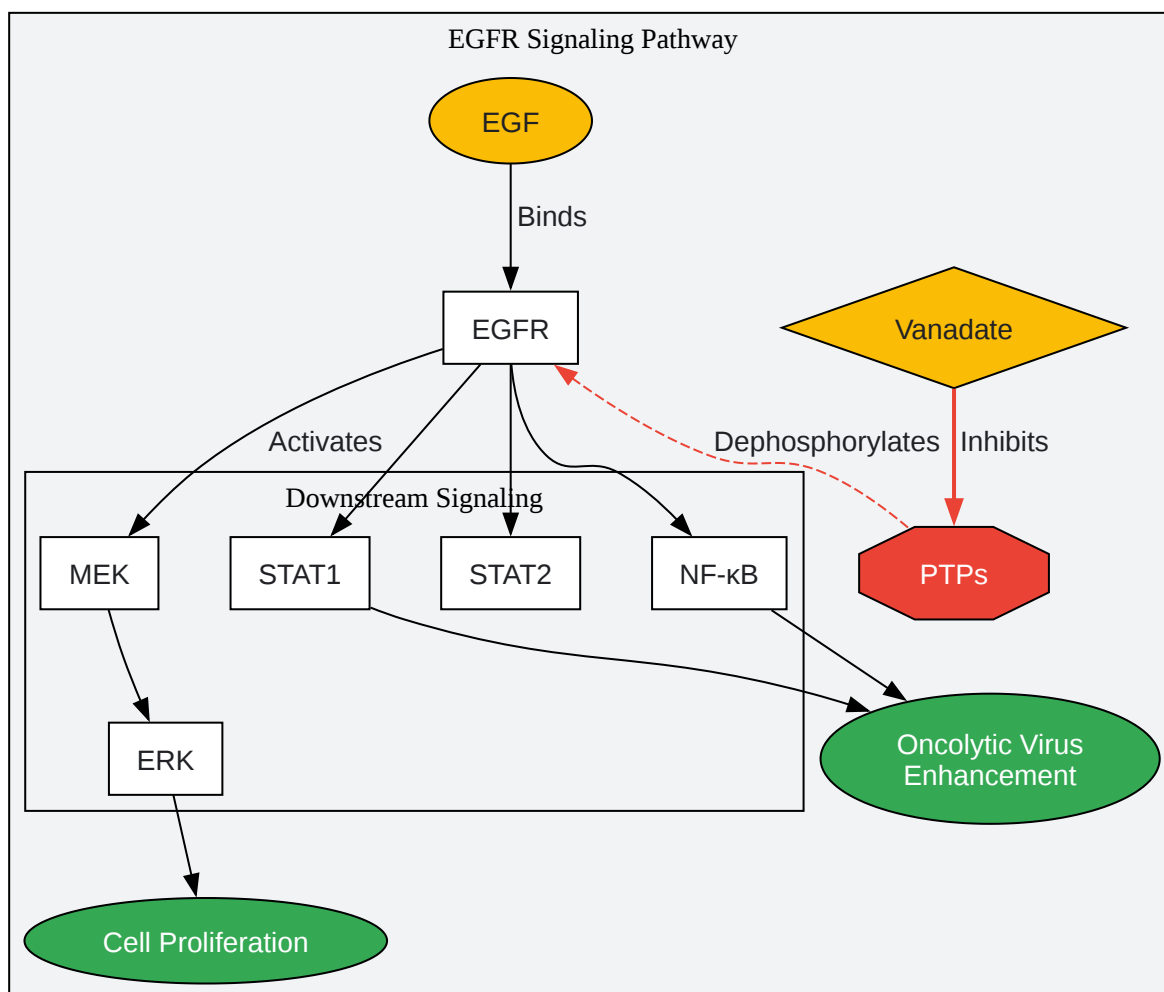 EGFR Signaling Pathway
EGF
Binds
EGFR
Vanadate
Activates
Dephosphorylates
Inhibits
Downstream Signaling
MEK
STAT1
STAT2
NF-κB
PTPs
ERK
Oncolytic Virus
Enhancement
Cell Proliferation